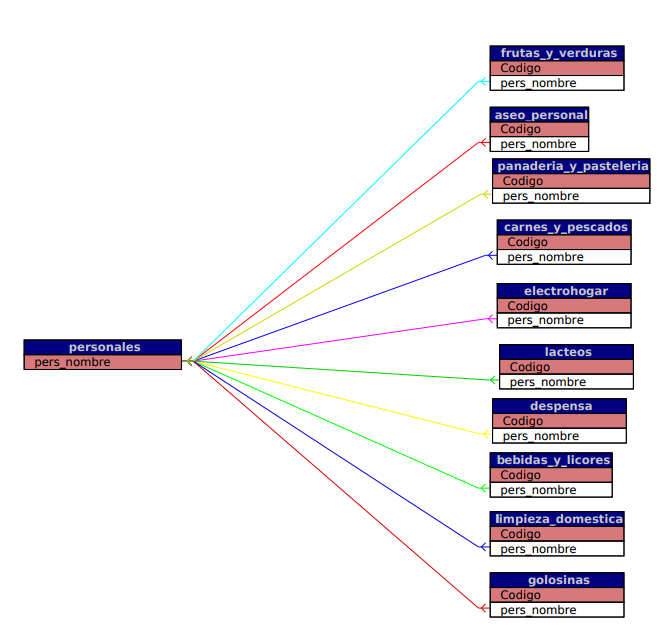 frutas_y_verduras
Codigo
pers_nombre
aseo_personal
Codigo
pers_nombre
panaderia_y_pasteleria
Codigo
pers_nombre
carnes_y_pescados
Codigo
pers_nombre
electrohogar
Codigo
pers_nombre
personales
pers_nombre
lacteos
Codigo
pers_nombre
despensa
Codigo
pers_nombre
bebidas_y_licores
Codigo
pers_nombre
limpieza_domestica
Codigo
pers_nombre
golosinas
Codigo
pers_nombre